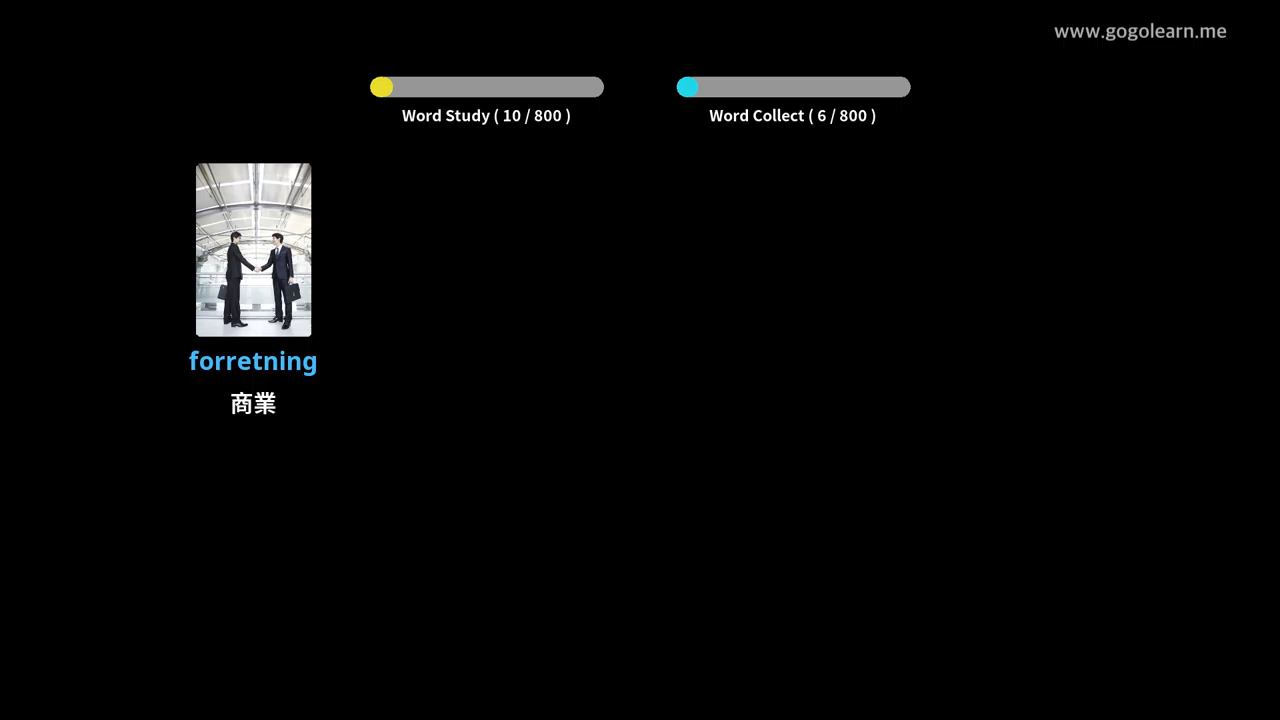 www.gogolearn.me
Word Study ( 10 / 800 )
Word Collect ( 6 / 800 )
forretning
商業